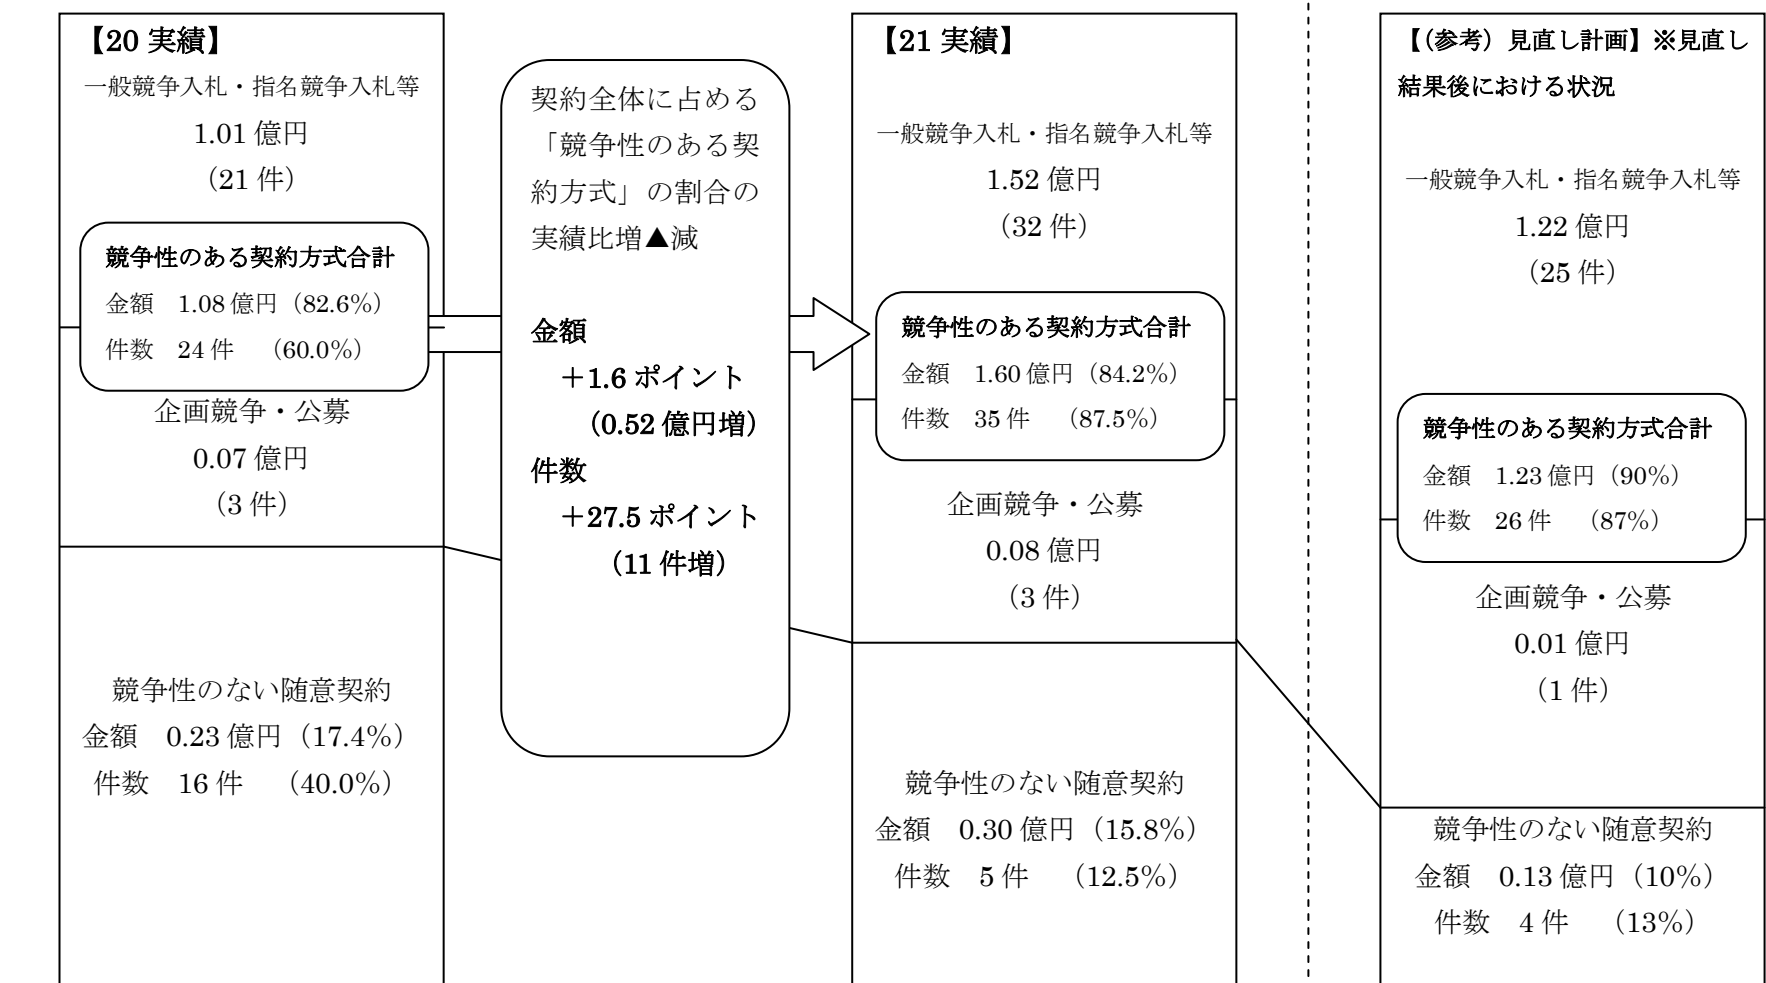 【20 実績】
一般競争入札・指名競争入札等
1.01 億円
（21 件）
競争性のある契約方式合計
金額　1.08 億円（82.6%）
件数　24 件　（60.0%）
企画競争・公募
0.07 億円
（3 件）
競争性のない随意契約
金額　0.23 億円（17.4%）
件数　16 件　（40.0%）
契約全体に占める
「競争性のある契
約方式」の割合の
実績比増▲減
金額
＋1.6 ポイント
（0.52 億円増）
件数
＋27.5 ポイント
（11 件増）
【21 実績】
一般競争入札・指名競争入札等
1.52 億円
（32 件）
競争性のある契約方式合計
金額　1.60 億円（84.2%）
件数　35 件　（87.5%）
企画競争・公募
0.08 億円
（3 件）
競争性のない随意契約
金額　0.30 億円（15.8%）
件数　5 件　（12.5%）
【（参考）見直し計画】※見直し
結果後における状況
一般競争入札・指名競争入札等
1.22 億円
（25 件）
競争性のある契約方式合計
金額　1.23 億円（90%）
件数　26 件　（87%）
企画競争・公募
0.01 億円
（1 件）
競争性のない随意契約
金額　0.13 億円（10%）
件数　4 件　（13%）